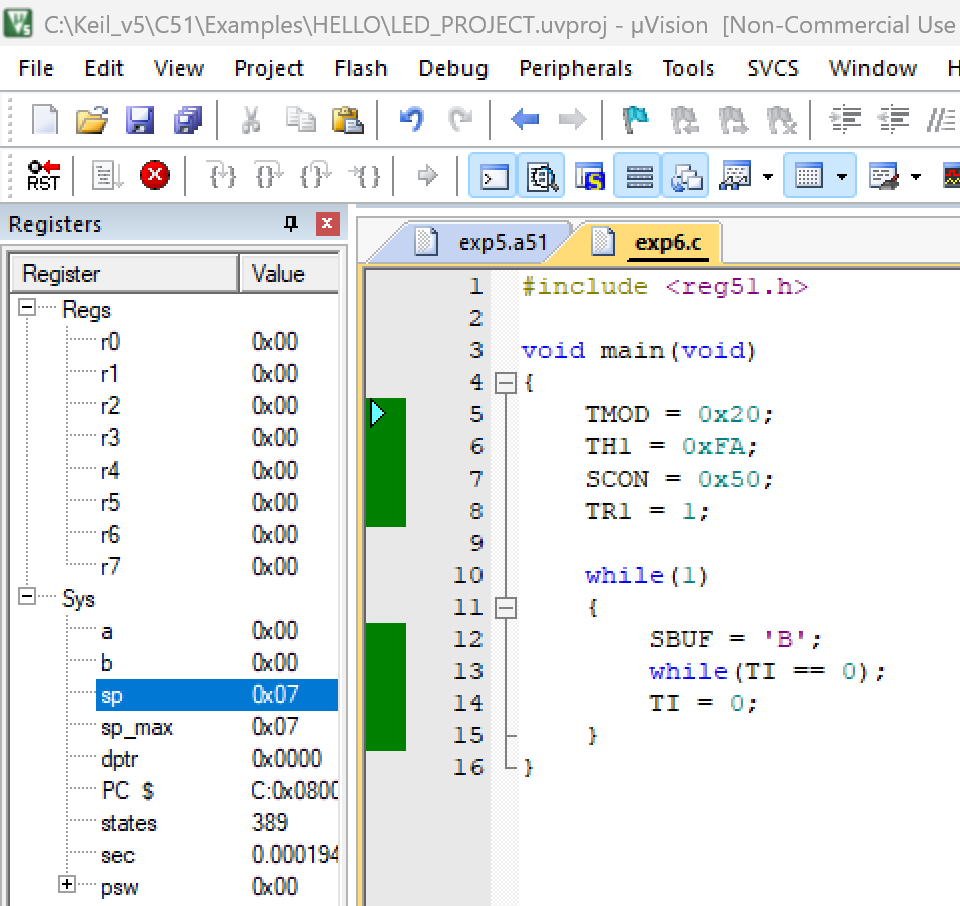 C:\Keil_v5\C51\Examples\HELLO\LED_PROJECT.uvproj - µVision [Non-Commercial Use
File Edit View Project Flash Debug Peripherals Tools SVCS Window H
RST
Registers
exp5.a51 exp6.c
Register Value
Regs
r0 0x00
r1 0x00
r2 0x00
r3 0x00
r4 0x00
r5 0x00
r6 0x00
r7 0x00
Sys
a 0x00
b 0x00
sp 0x07
sp_max 0x07
dptr 0x0000
PC $ C:0x0800
states 389
sec 0.000194
psw 0x00
1 #include <reg51.h>
2
3 void main(void)
4 {
5 TMOD = 0x20;
6 TH1 = 0xFA;
7 SCON = 0x50;
8 TR1 = 1;
9
10 while(1)
11 {
12 SBUF = 'B';
13 while(TI == 0);
14 TI = 0;
15 }
16 }